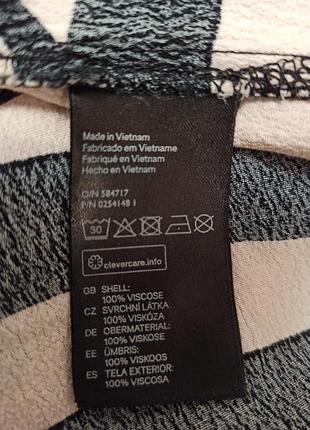 Made in Vietnam
Fabricado em Vietname
Fabriqué en Vietnam
Hecho en Vietnam
O/N 584717
P/N 0254148 1
30
clevercare.info
GB SHELL:
100% VISCOSE
CZ SVRCHNÍ LÁTKA
100% VISKÓZA
DE OBERMATERIAL:
100% VISKOSE
EE ÜMBRIS:
100% VISKOOS
ES TELA EXTERIOR:
100% VISCOSA